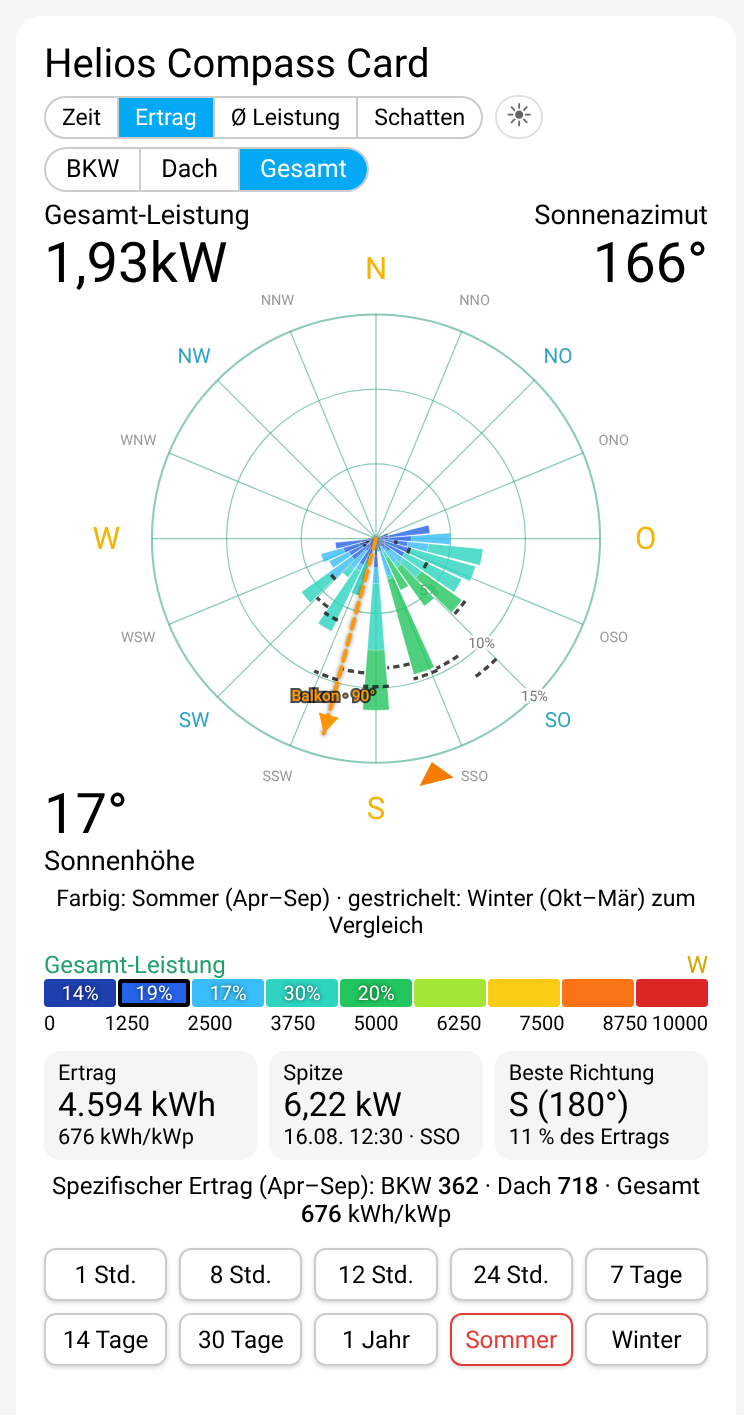 Helios Compass Card
Zeit Ertrag Ø Leistung Schatten
BKW Dach Gesamt
Gesamt-Leistung Sonnenazimut
1,93kW 166°
N
NNW NNO
NW NO
WNW ONO
W O
5%
WSW OSO
10%
Balkon • 90° 15%
SW SO
SSW SSO
S
17°
Sonnenhöhe
Farbig: Sommer (Apr–Sep) · gestrichelt: Winter (Okt–Mär) zum
Vergleich
Gesamt-Leistung W
14% 19% 17% 30% 20%
0 1250 2500 3750 5000 6250 7500 8750 10000
Ertrag Spitze Beste Richtung
4.594 kWh 6,22 kW S (180°)
676 kWh/kWp 16.08. 12:30 · SSO 11 % des Ertrags
Spezifischer Ertrag (Apr–Sep): BKW 362 · Dach 718 · Gesamt
676 kWh/kWp
1 Std. 8 Std. 12 Std. 24 Std. 7 Tage
14 Tage 30 Tage 1 Jahr Sommer Winter